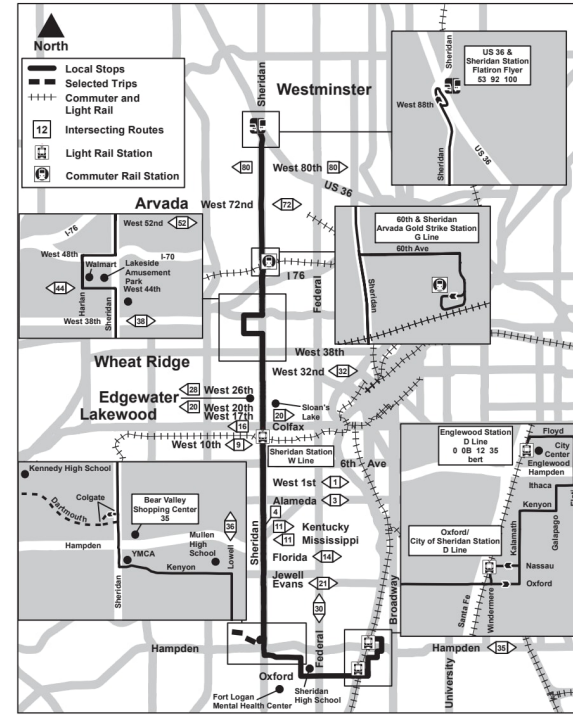 North
Local Stops
Selected Trips
Commuter and
Light Rail
12 Intersecting Routes
Light Rail Station
Commuter Rail Station
Sheridan
Westminster
Sheridan
US 36 &
Sheridan Station
Flatiron Flyer
53 92 100
West 88th
Sheridan
US 36
80 West 80th 80
US 36
West 72nd 72
Arvada
I-76
West 52nd 52
West 48th
I-70
Walmart
Lakeside
Amusement
Park
West 44th
44
Harlan
Sheridan
West 38th 38
60th & Sheridan
Arvada Gold Strike Station
G Line
60th Ave
Sheridan
I 76
Federal
West 38th
Wheat Ridge
West 32nd 32
Edgewater
28 West 26th
Sloan's
Lake
Lakewood
20 West 20th
West 17th 20
16 Colfax
West 10th
9
Sheridan Station
W Line
6th Ave
West 1st 1
Alameda 3
4
11 Kentucky
11 Mississippi
Florida 14
Jewell
Evans 21
30
Sheridan
Federal
Broadway
Kennedy High School
Colgate
Dartmouth
Bear Valley
Shopping Center
35
36
Hampden
Mullen
High
School
Lowell
YMCA
Kenyon
Sheridan
Englewood Station
D Line
0 0B 12 35
bert
Floyd
City
Center
Englewood
Hampden
Ithaca
Kenyon
Oxford/
City of Sheridan Station
D Line
Kalamath
Galapago
Nassau
Oxford
Santa Fe
Windermere
Hampden
Hampden 35
Oxford
Sheridan
High School
Fort Logan
Mental Health Center
University